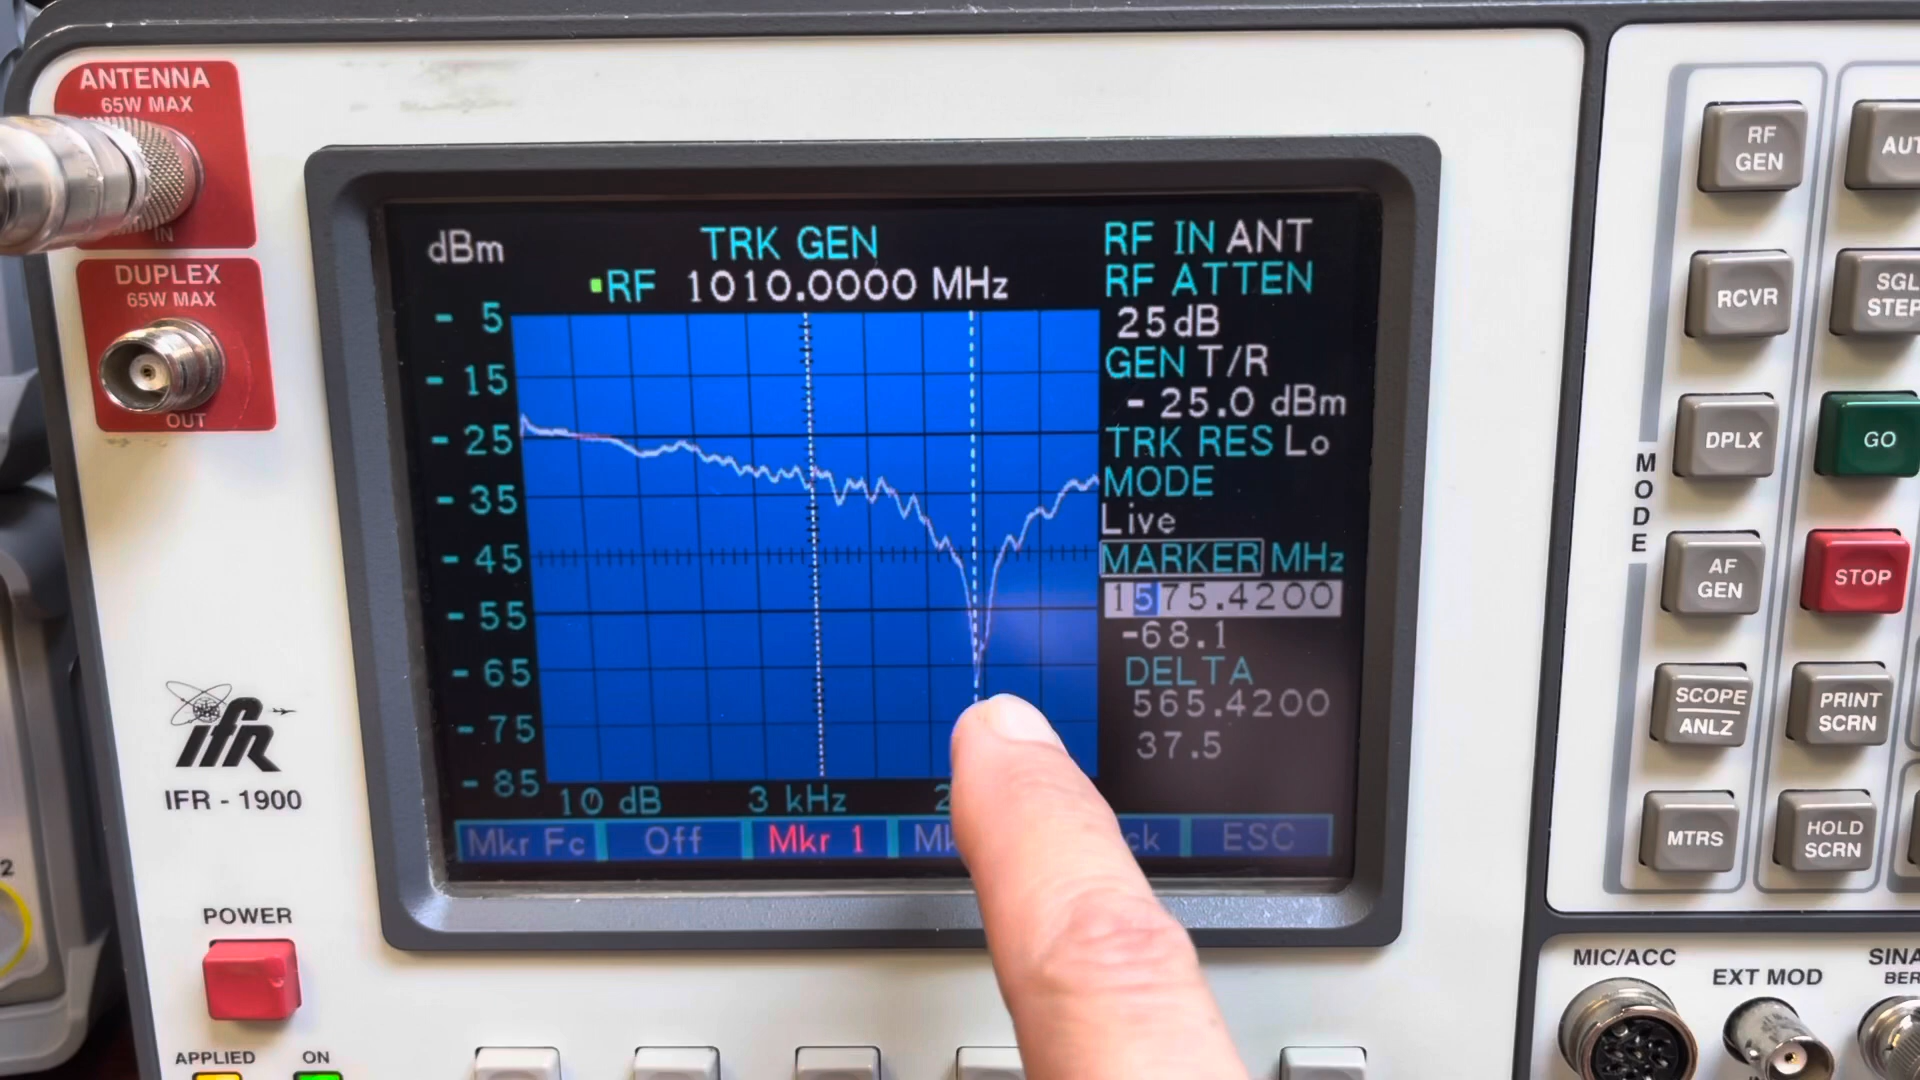 ANTENNA
65W MAX
IN
DUPLEX
65W MAX
OUT
ifr
IFR - 1900
POWER
APPLIED
ON
2
dBm
TRK GEN
RF 1010.0000 MHz
- 5
- 15
- 25
- 35
- 45
- 55
- 65
- 75
- 85
10 dB
3 kHz
2
Mkr Fc
Off
Mkr 1
ESC
RF IN ANT
RF ATTEN
25dB
GEN T/R
- 25.0 dBm
TRK RES Lo
MODE
Live
MARKER MHz
1575.4200
-68.1
DELTA
565.4200
37.5
MODE
RF GEN
RCVR
DPLX
AF GEN
SCOPE
ANLZ
MTRS
SGL
STEP
GO
STOP
PRINT
SCRN
HOLD
SCRN
MIC/ACC
EXT MOD
SINA
BER